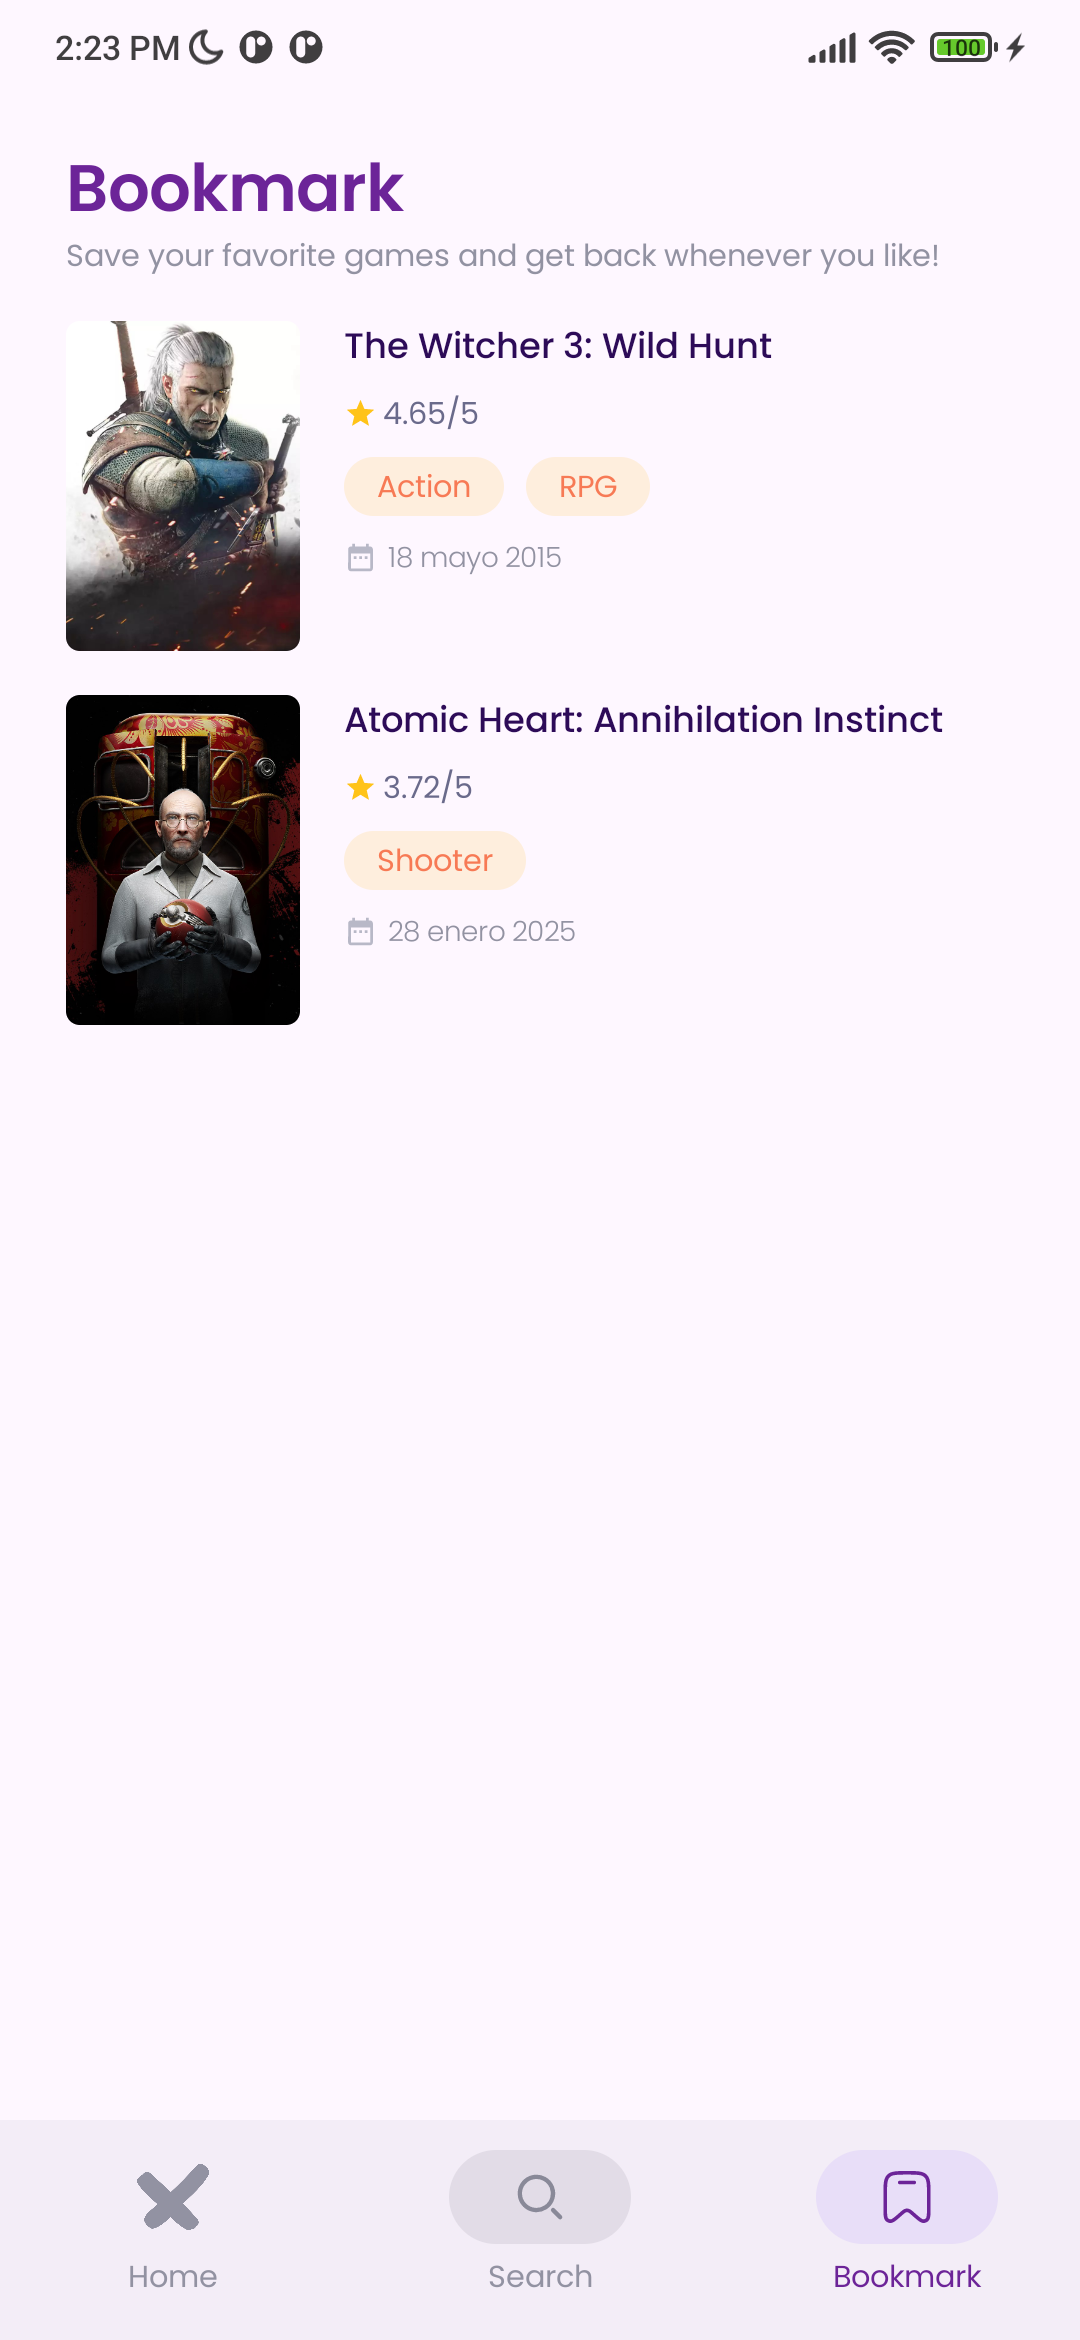 2:23 PM
100
Bookmark
Save your favorite games and get back whenever you like!
The Witcher 3: Wild Hunt
4.65/5
Action RPG
18 mayo 2015
Atomic Heart: Annihilation Instinct
3.72/5
Shooter
28 enero 2025
Home Search Bookmark